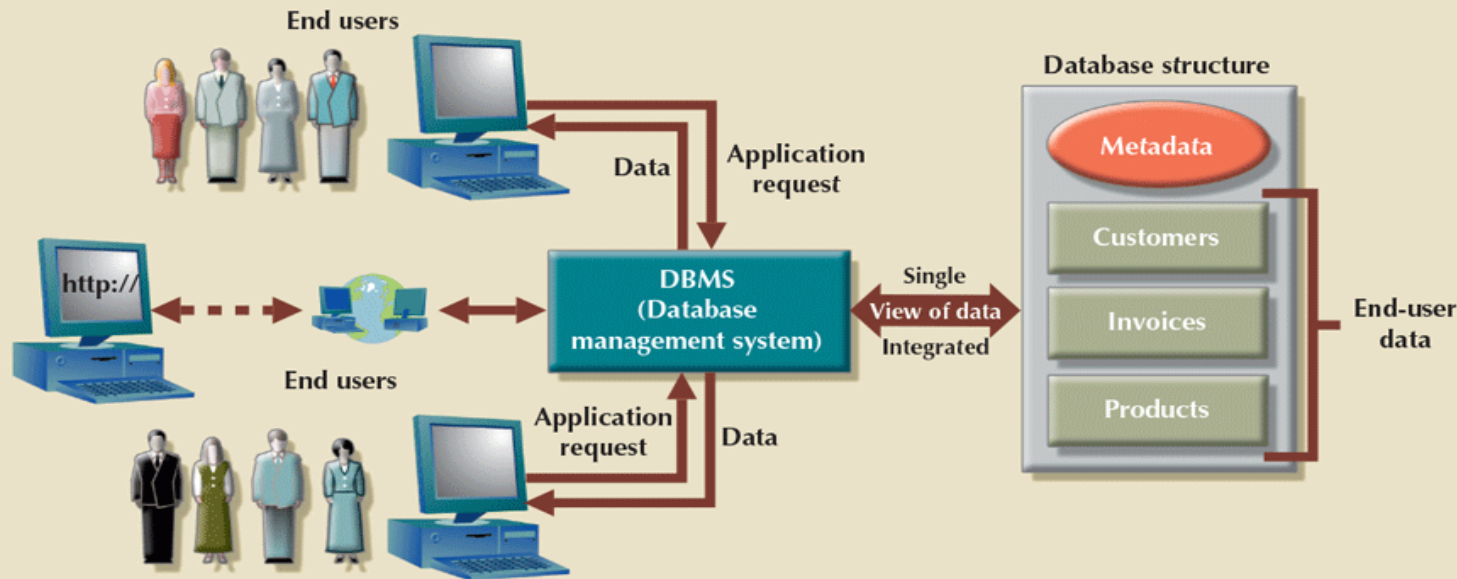 End users
Data
Application
request
http://
DBMS
(Database
management system)
Single
View of data
Integrated
Database structure
Metadata
Customers
Invoices
Products
End-user
data
End users
Application
request
Data